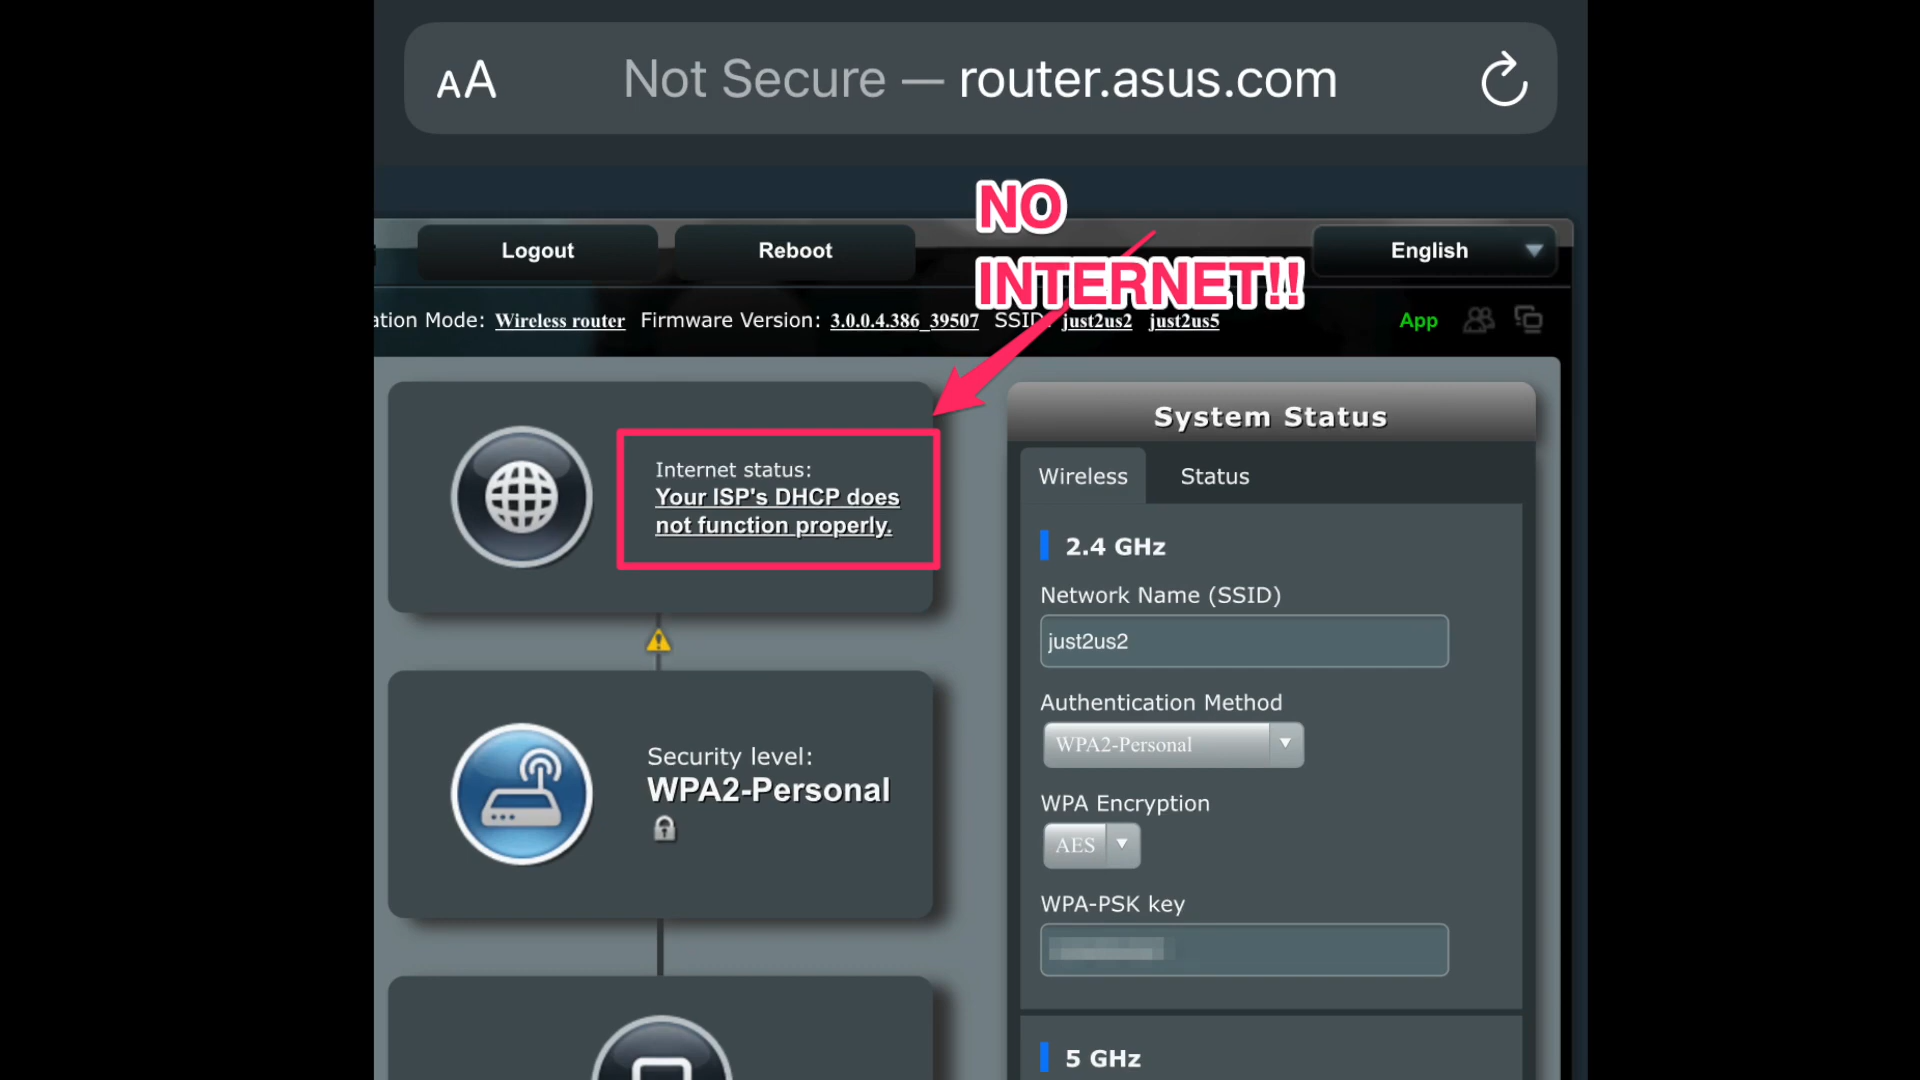 AA Not Secure — router.asus.com
NO
INTERNET!!
Logout Reboot English
ation Mode: Wireless router Firmware Version: 3.0.0.4.386_39507 SSID: just2us2 just2us5 App
Internet status:
Your ISP's DHCP does
not function properly.
Security level:
WPA2-Personal
System Status
Wireless Status
2.4 GHz
Network Name (SSID)
just2us2
Authentication Method
WPA2-Personal
WPA Encryption
AES
WPA-PSK key
5 GHz